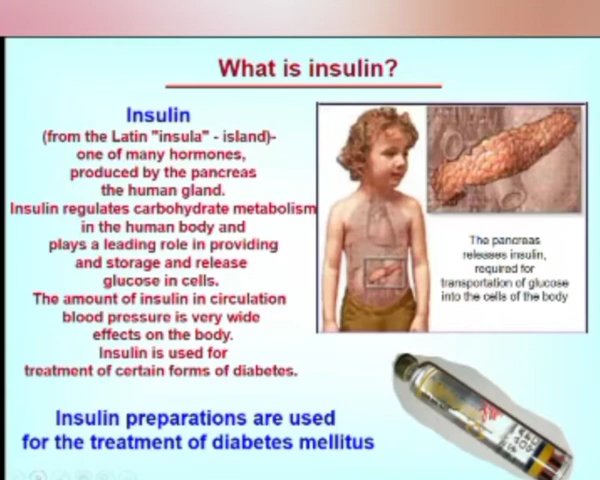 What is insulin?
Insulin
(from the Latin "insula" - island)-
one of many hormones,
produced by the pancreas
the human gland.
Insulin regulates carbohydrate metabolism
in the human body and
plays a leading role in providing
and storage and release
glucose in cells.
The amount of insulin in circulation
blood pressure is very wide
effects on the body.
Insulin is used for
treatment of certain forms of diabetes.
The pancreas
releases insulin,
required for
transportation of glucose
into the cells of the body
Insulin preparations are used
for the treatment of diabetes mellitus